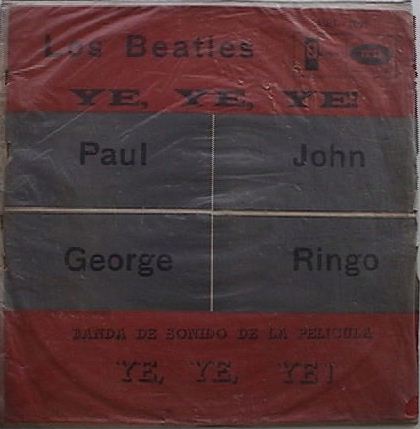 Los Beatles
YE, YE, YE!
Paul John
George Ringo
BANDA DE SONIDO DE LA PELICULA
YE, YE, YE!